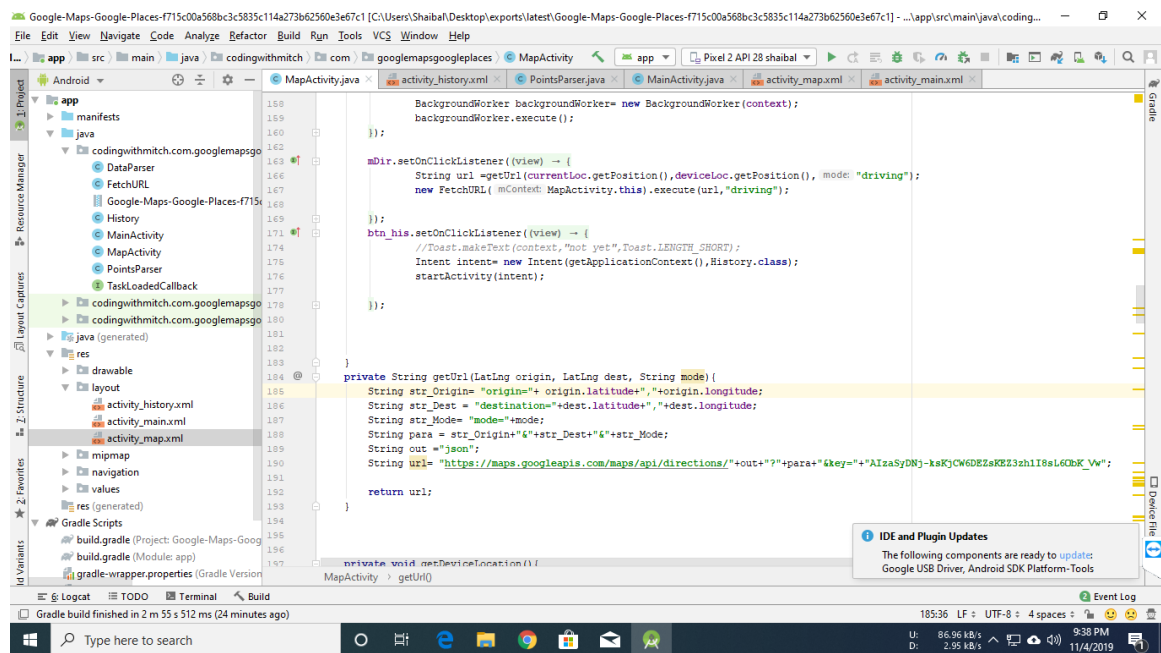 Google-Maps-Google-Places-f715c00a568bc3c5835c114a273b62560e3e67c1 [C:\Users\Shaibal\Desktop\exports\latest\Google-Maps-Google-Places-f715c00a568bc3c5835c114a273b62560e3e67c1] - ...\app\src\main\java\coding...
File Edit View Navigate Code Analyze Refactor Build Run Tools VCS Window Help
l... app src main java codingwithmitch com googlemapsgoogleplaces MapActivity app Pixel 2 API 28 shaibal
Android
MapActivity.java activity_history.xml PointsParser.java MainActivity.java activity_map.xml activity_main.xml
1: Project
Resource Manager
Layout Captures
Z: Structure
2: Favorites
ld Variants
app
manifests
java
codingwithmitch.com.googlemapsgo
DataParser
FetchURL
Google-Maps-Google-Places-f715c
History
MainActivity
MapActivity
PointsParser
TaskLoadedCallback
codingwithmitch.com.googlemapsgo
codingwithmitch.com.googlemapsgo
java (generated)
res
drawable
layout
activity_history.xml
activity_main.xml
activity_map.xml
mipmap
navigation
values
res (generated)
Gradle Scripts
build.gradle (Project: Google-Maps-Goog
build.gradle (Module: app)
gradle-wrapper.properties (Gradle Version
158 BackgroundWorker backgroundWorker= new BackgroundWorker(context);
159 backgroundWorker.execute();
160 });
162
163 mDir.setOnClickListener((view) → {
166 String url =getUrl(currentLoc.getPosition(),deviceLoc.getPosition(), mode: "driving");
167 new FetchURL( mContext: MapActivity.this).execute(url,"driving");
168
169 });
171 btn_his.setOnClickListener((view) → {
174 //Toast.makeText(context,"not yet",Toast.LENGTH_SHORT);
175 Intent intent= new Intent(getApplicationContext(),History.class);
176 startActivity(intent);
177
178 });
180
181
182
183 }
184 @ private String getUrl(LatLng origin, LatLng dest, String mode){
185 String str_Origin= "origin="+ origin.latitude+","+origin.longitude;
186 String str_Dest = "destination="+dest.latitude+","+dest.longitude;
187 String str_Mode= "mode="+mode;
188 String para = str_Origin+"&"+str_Dest+"&"+str_Mode;
189 String out ="json";
190 String url= "https://maps.googleapis.com/maps/api/directions/"+out+"?"+para+"&key="+"AIzaSyDNj-ksKjCW6DEZsKEZ3zh1I8sL6ObK_Vw";
191
192 return url;
193 }
194
195
196
197 private void getDeviceLocation(){
MapActivity › getUrl()
Gradle
Device File
IDE and Plugin Updates
The following components are ready to update:
Google USB Driver, Android SDK Platform-Tools
6: Logcat TODO Terminal Build 2 Event Log
Gradle build finished in 2 m 55 s 512 ms (24 minutes ago) 185:36 LF UTF-8 4 spaces
Type here to search
U: 86.96 kB/s
D: 2.95 kB/s
9:38 PM
11/4/2019
1